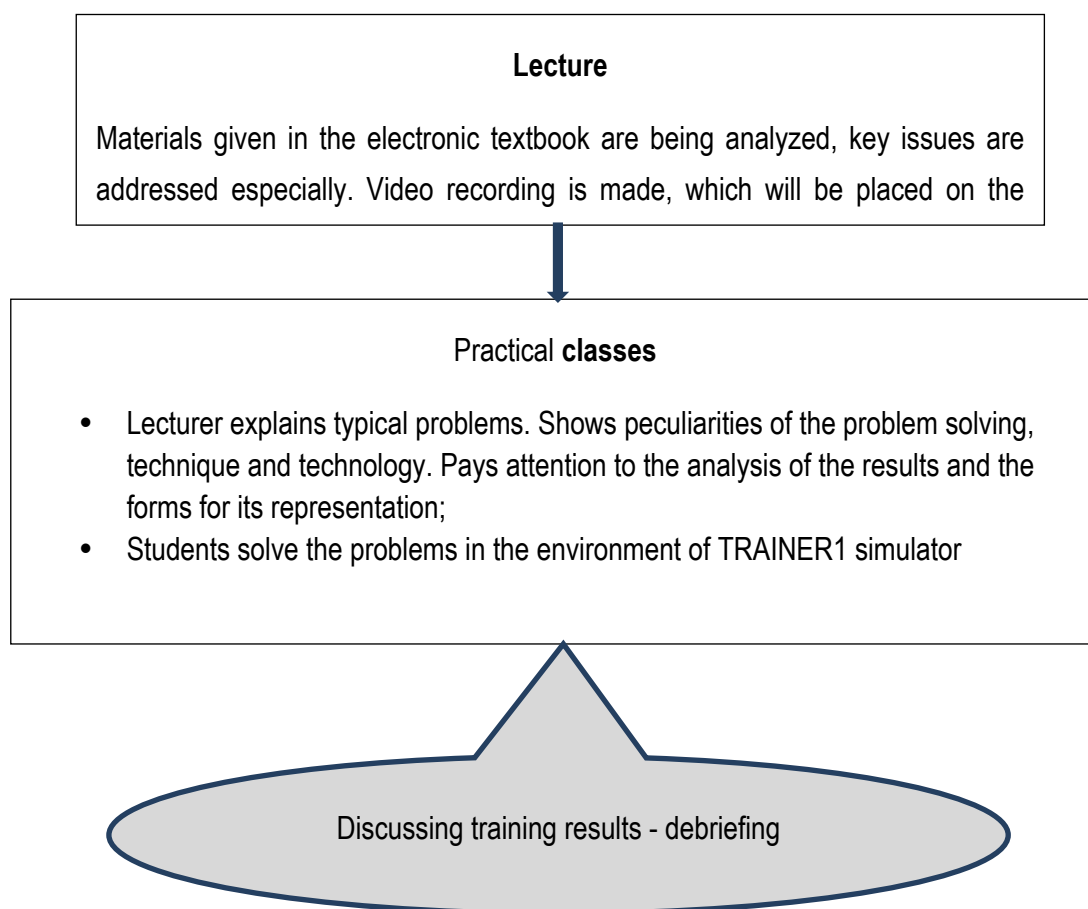 Lecture
Materials given in the electronic textbook are being analyzed, key issues are
addressed especially. Video recording is made, which will be placed on the
Practical classes
• Lecturer explains typical problems. Shows peculiarities of the problem solving,
technique and technology. Pays attention to the analysis of the results and the
forms for its representation;
• Students solve the problems in the environment of TRAINER1 simulator
Discussing training results - debriefing